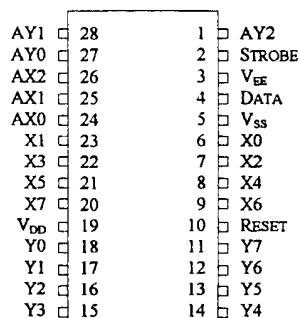 AY1 28 1 AY2
AY0 27 2 STROBE
AX2 26 3 VEE
AX1 25 4 DATA
AX0 24 5 VSS
X1 23 6 X0
X3 22 7 X2
X5 21 8 X4
X7 20 9 X6
VDD 19 10 RESET
Y0 18 11 Y7
Y1 17 12 Y6
Y2 16 13 Y5
Y3 15 14 Y4